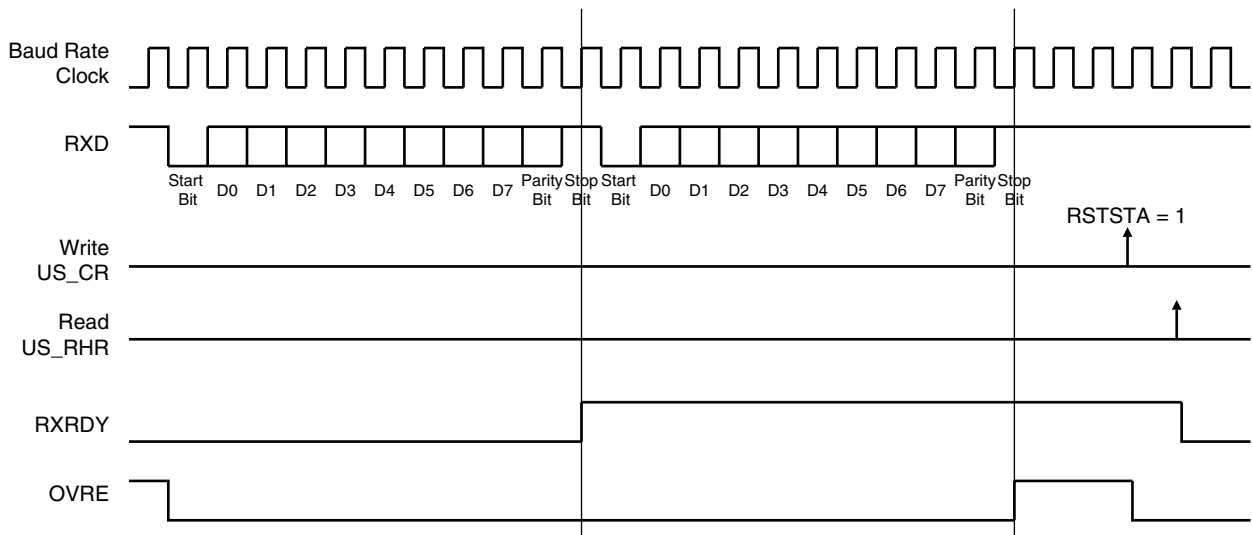 Baud Rate
Clock
RXD
Start
Bit
D0 D1 D2 D3 D4 D5 D6 D7
Parity
Bit
Stop
Bit
Start
Bit
D0 D1 D2 D3 D4 D5 D6 D7
Parity
Bit
Stop
Bit
RSTSTA = 1
Write
US_CR
Read
US_RHR
RXRDY
OVRE